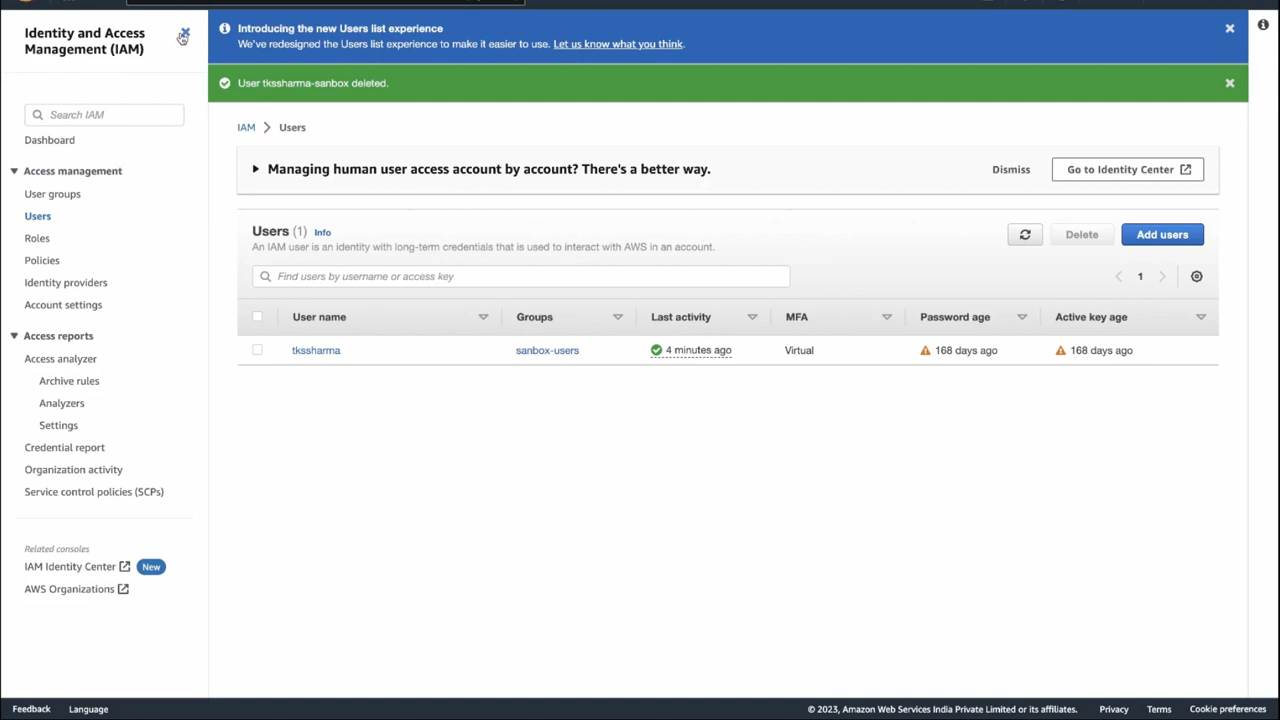 Identity and Access
Management (IAM)
Search IAM
Dashboard
Access management
User groups
Users
Roles
Policies
Identity providers
Account settings
Access reports
Access analyzer
Archive rules
Analyzers
Settings
Credential report
Organization activity
Service control policies (SCPs)
Related consoles
IAM Identity Center New
AWS Organizations
Introducing the new Users list experience
We've redesigned the Users list experience to make it easier to use. Let us know what you think.
User tkssharma-sanbox deleted.
IAM > Users
Managing human user access account by account? There's a better way. Dismiss Go to Identity Center
Users (1) Info
An IAM user is an identity with long-term credentials that is used to interact with AWS in an account.
Delete Add users
Find users by username or access key
1
User name Groups Last activity MFA Password age Active key age
tkssharma sanbox-users 4 minutes ago Virtual 168 days ago 168 days ago
Feedback Language © 2023, Amazon Web Services India Private Limited or its affiliates. Privacy Terms Cookie preferences